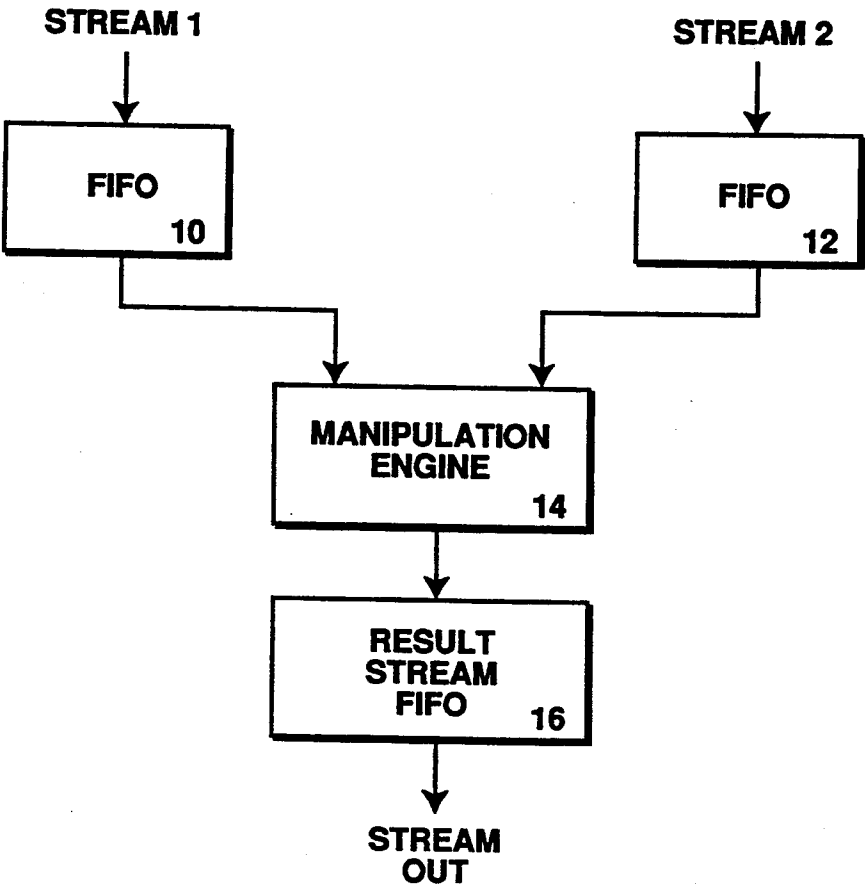 STREAM 1
STREAM 2
FIFO
10
FIFO
12
MANIPULATION
ENGINE
14
RESULT
STREAM
FIFO
16
STREAM
OUT